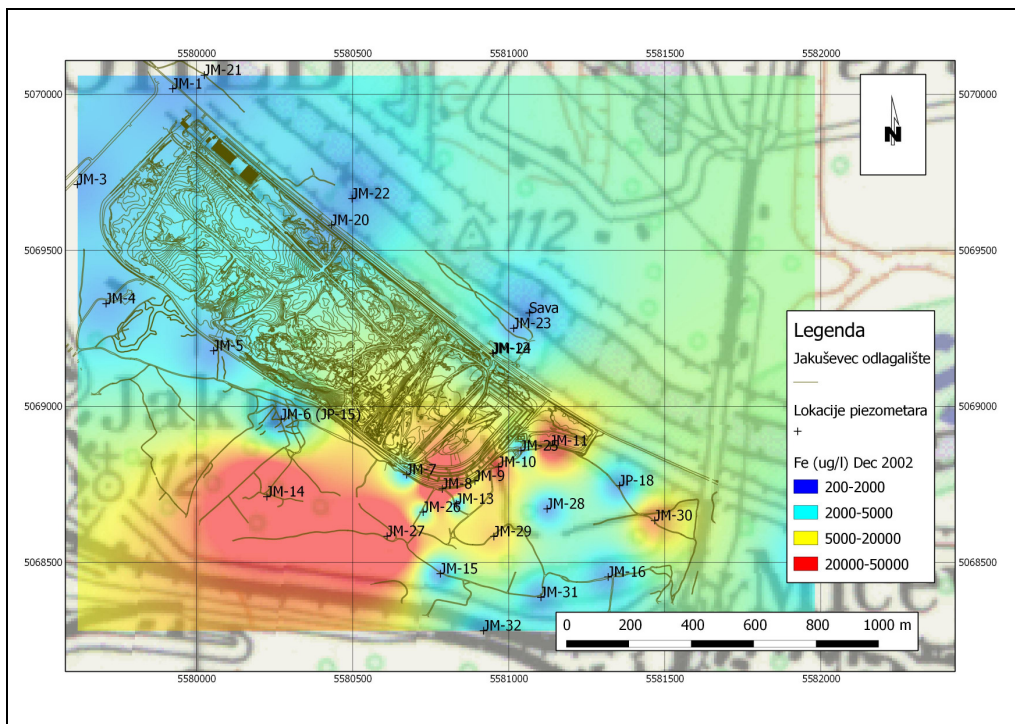 5580000 5580500 5581000 5581500 5582000
JM-21
JM-1
5070000 5070000
N
JM-3
JM-22
JM-20
112
5069500 5069500
JM-4
Sava
JM-23
JM-5
Legenda
Jakuševec odlagalište
Lokacije piezometara
Fe (ug/l) Dec 2002
200-2000
2000-5000
5000-20000
20000-50000
5069000 5069000
JM-6 (JP-15)
JM-11
JM-25
JM-10
JM-7
JM-9
JM-8
JP-18
JM-14
JM-13
JM-26
JM-28
JM-30
112
JM-27
JM-29
5068500 5068500
JM-15
JM-16
JM-31
JM-32
Mice
0 200 400 600 800 1000 m
5580000 5580500 5581000 5581500 5582000